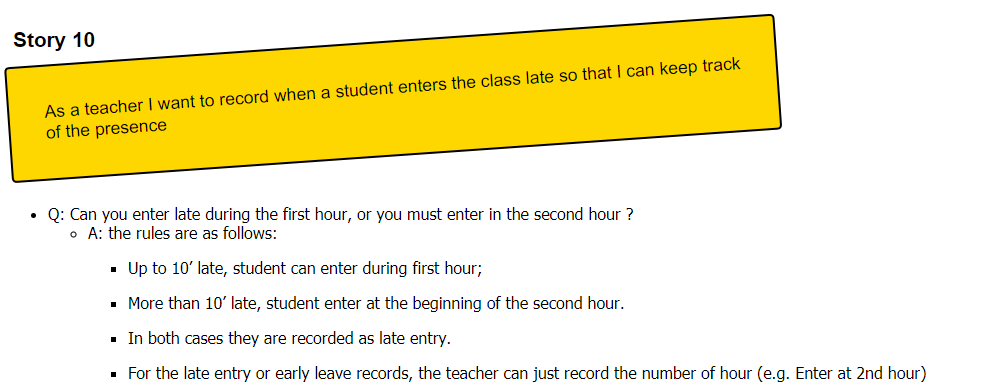 Story 10
As a teacher I want to record when a student enters the class late so that I can keep track
of the presence
• Q: Can you enter late during the first hour, or you must enter in the second hour ?
◦ A: the rules are as follows:
▪ Up to 10′ late, student can enter during first hour;
▪ More than 10′ late, student enter at the beginning of the second hour.
▪ In both cases they are recorded as late entry.
▪ For the late entry or early leave records, the teacher can just record the number of hour (e.g. Enter at 2nd hour)